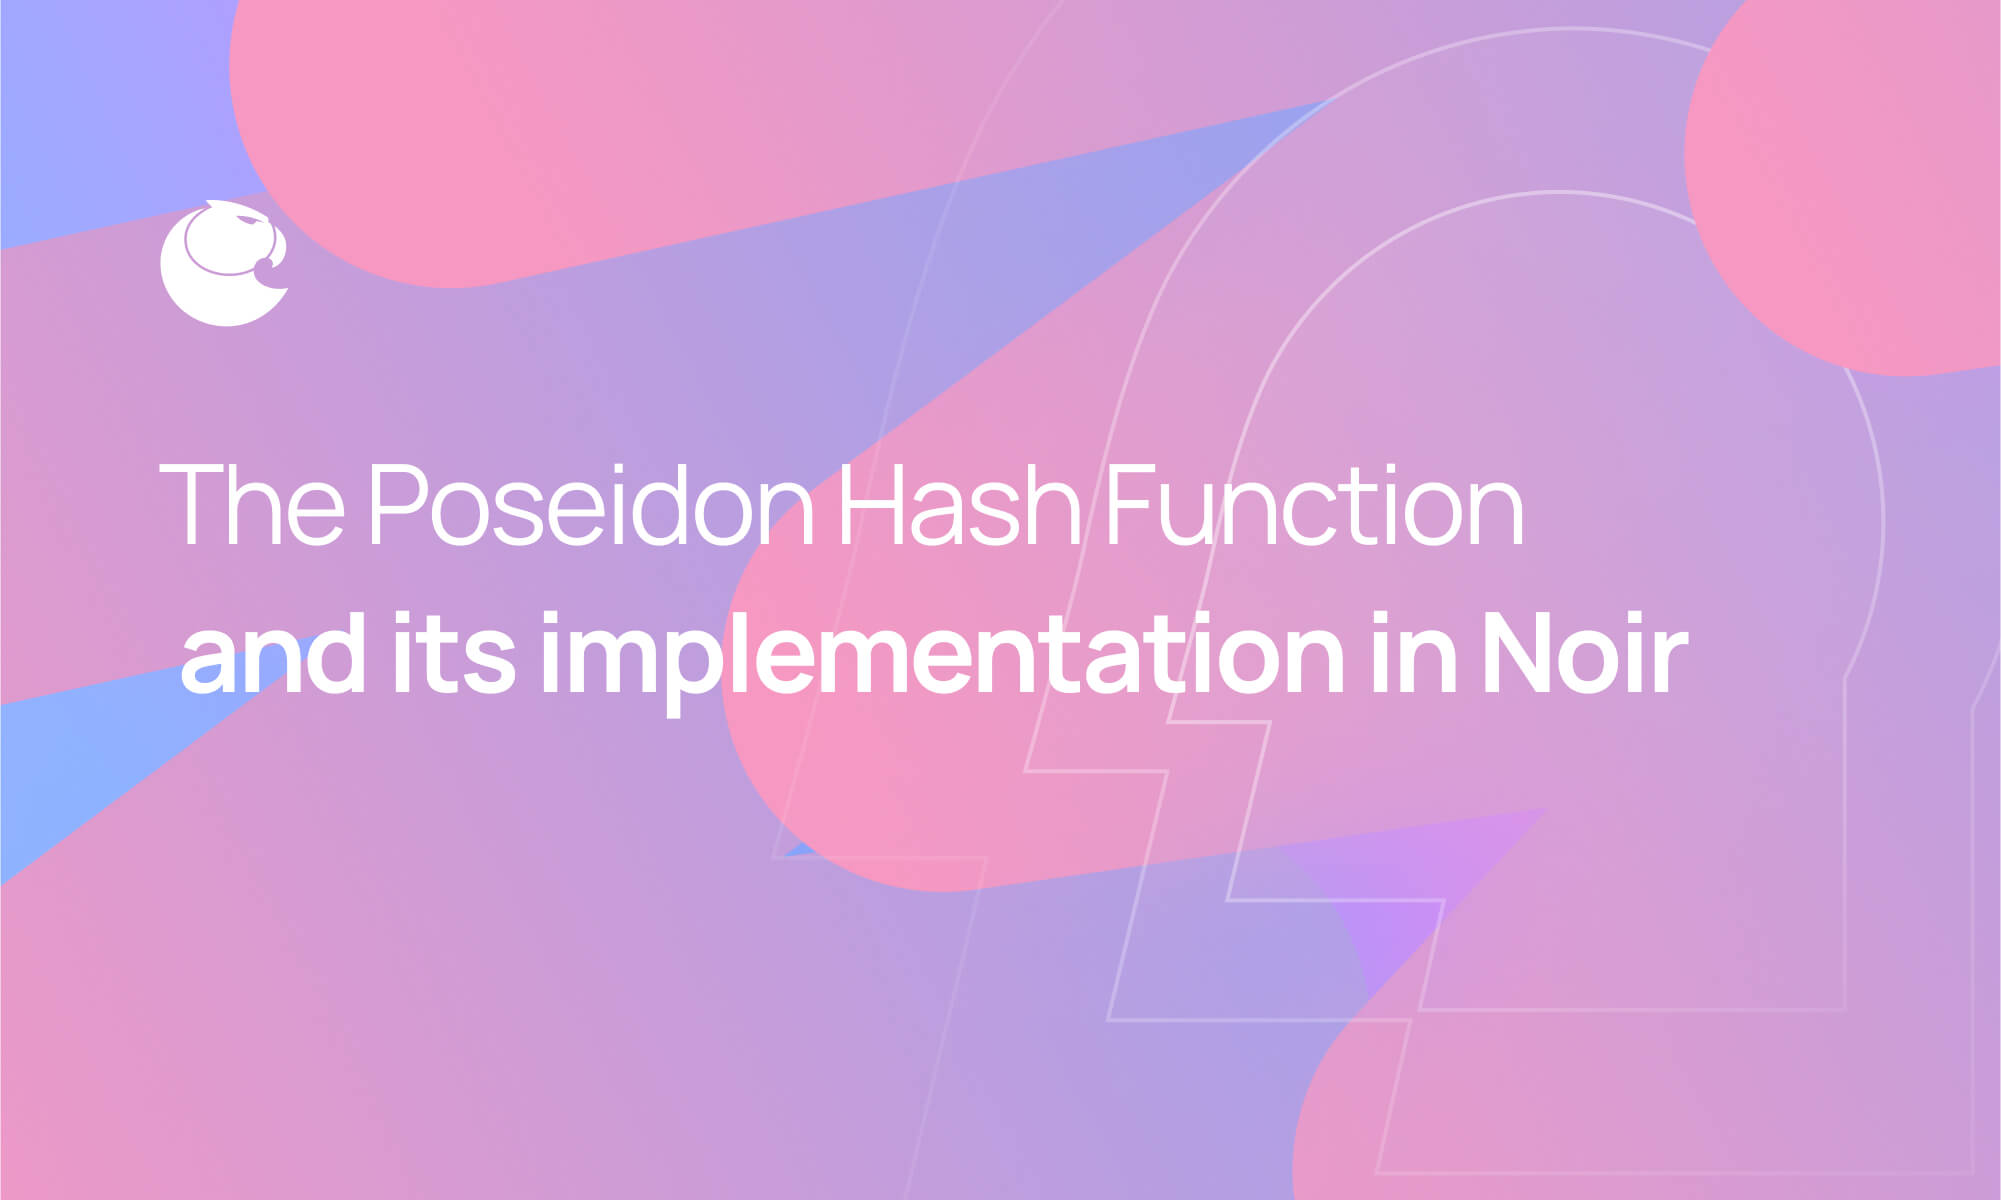 The Poseidon Hash Function
and its implementation in Noir